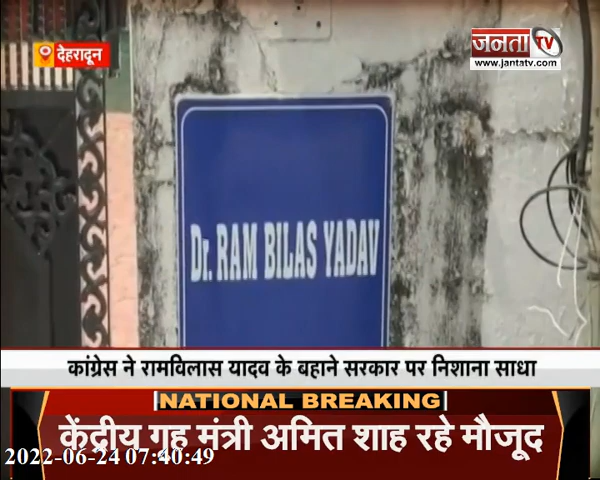 देहरादून
जनता TV
www.jantatv.com
Dr. RAM BILAS YADAV
कांग्रेस ने रामविलास यादव के बहाने सरकार पर निशाना साधा
NATIONAL BREAKING
केंद्रीय गृह मंत्री अमित शाह रहे मौजूद
2022-06-24 07:40:49